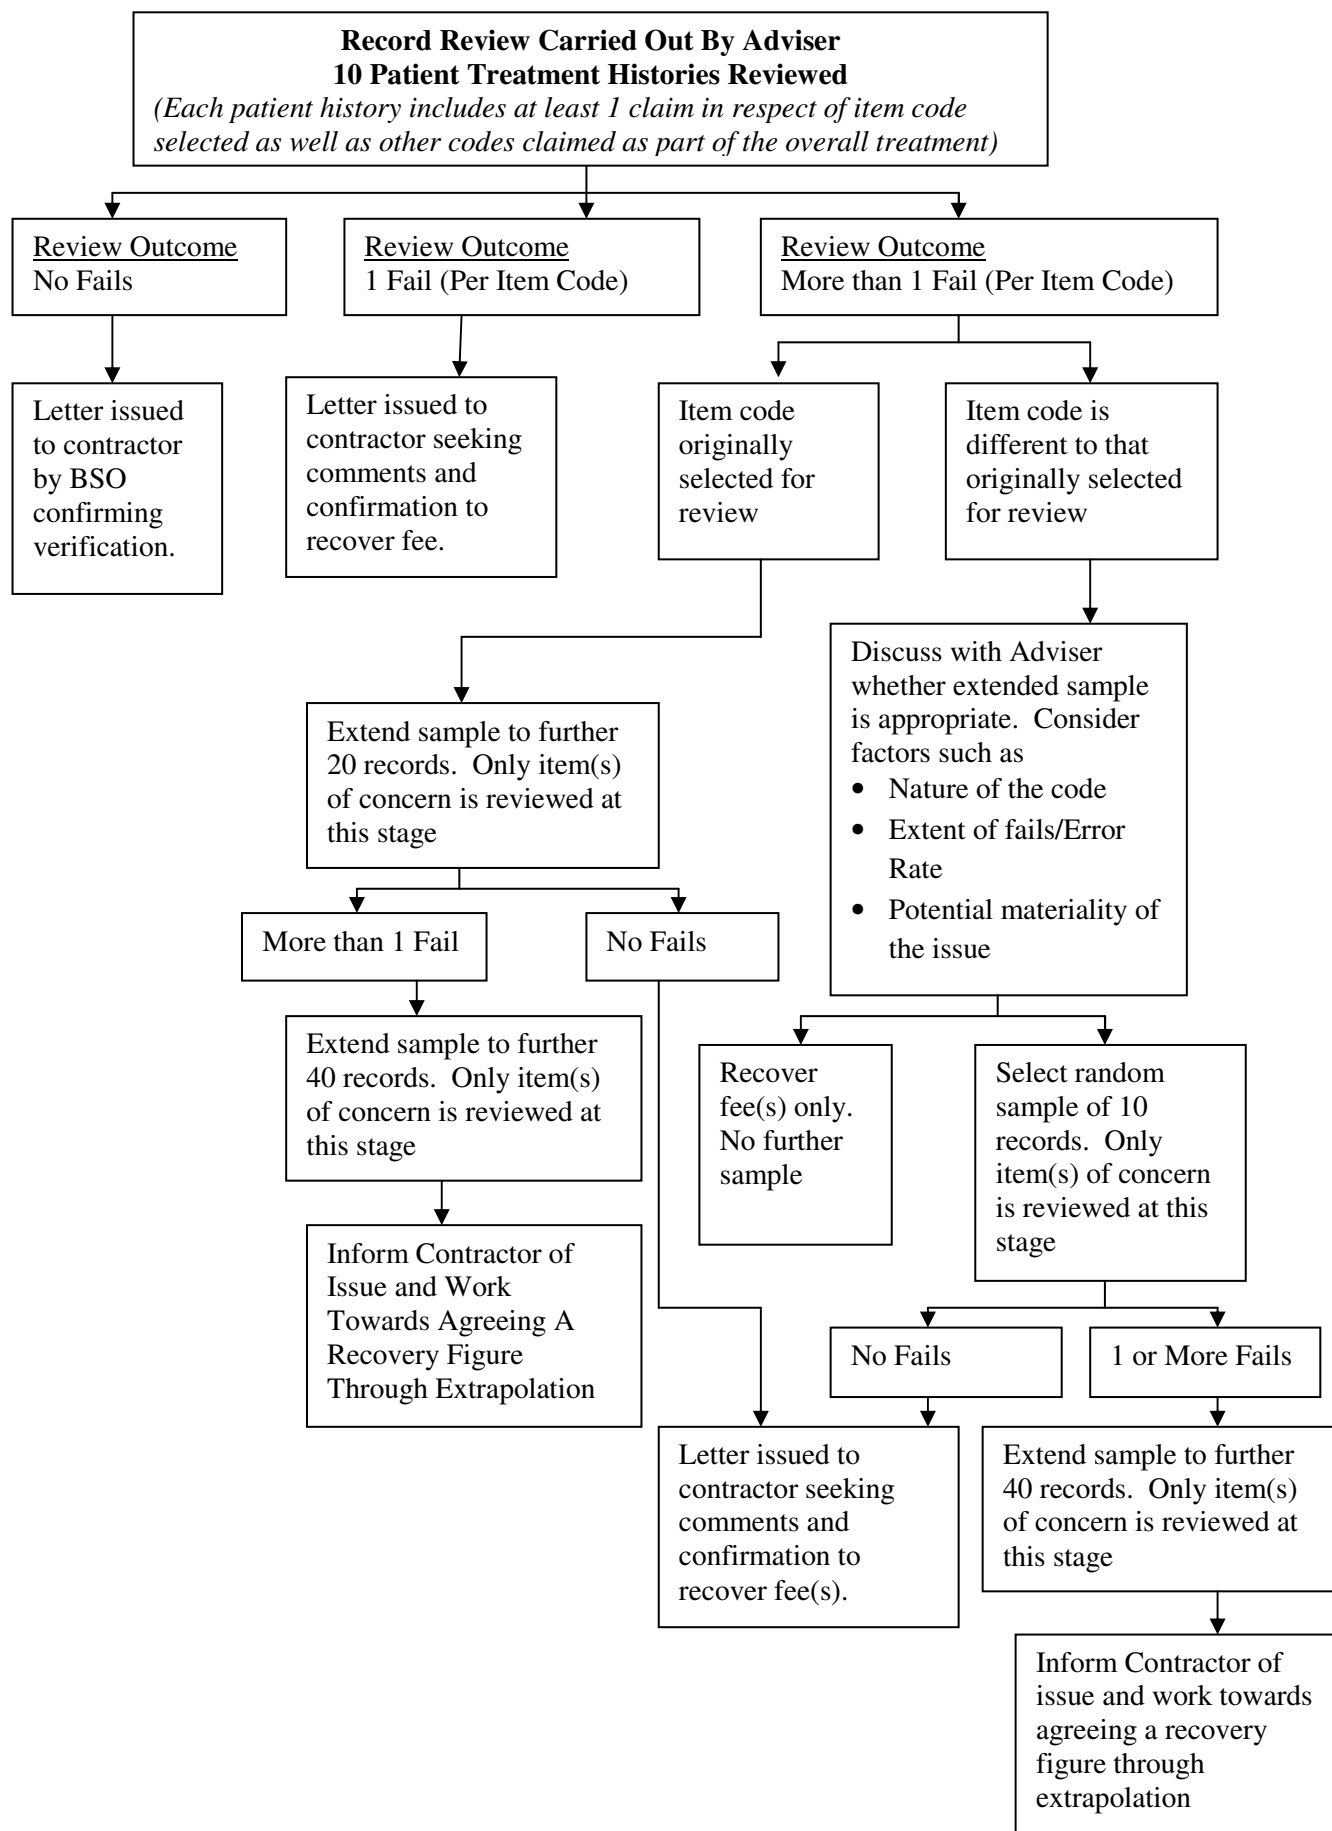 Record Review Carried Out By Adviser
10 Patient Treatment Histories Reviewed
(Each patient history includes at least 1 claim in respect of item code
selected as well as other codes claimed as part of the overall treatment)
Review Outcome
No Fails
Review Outcome
1 Fail (Per Item Code)
Review Outcome
More than 1 Fail (Per Item Code)
Letter issued
to contractor
by BSO
confirming
verification.
Letter issued to
contractor seeking
comments and
confirmation to
recover fee.
Item code
originally
selected for
review
Item code is
different to that
originally selected
for review
Discuss with Adviser
whether extended sample
is appropriate.  Consider
factors such as
• Nature of the code
• Extent of fails/Error
Rate
• Potential materiality of
the issue
Extend sample to further
20 records.  Only item(s)
of concern is reviewed at
this stage
More than 1 Fail
No Fails
Extend sample to further
40 records.  Only item(s)
of concern is reviewed at
this stage
Recover
fee(s) only.
No further
sample
Select random
sample of 10
records.  Only
item(s) of concern
is reviewed at this
stage
Inform Contractor of
Issue and Work
Towards Agreeing A
Recovery Figure
Through Extrapolation
No Fails
1 or More Fails
Letter issued to
contractor seeking
comments and
confirmation to
recover fee(s).
Extend sample to further
40 records.  Only item(s)
of concern is reviewed at
this stage
Inform Contractor of
issue and work towards
agreeing a recovery
figure through
extrapolation